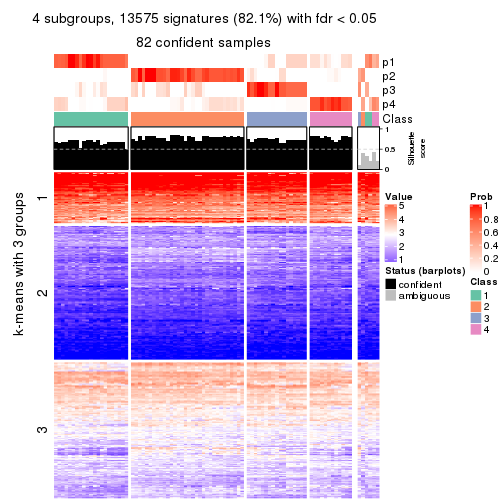 4 subgroups, 13575 signatures (82.1%) with fdr < 0.05
82 confident samples
p1
p2
p3
p4
Class
1
0.5
0
Silhouette
score
k-means with 3 groups
1
2
3
Value
5
4
3
2
1
Status (barplots)
confident
ambiguous
Prob
1
0.8
0.6
0.4
0.2
0
Class
1
2
3
4